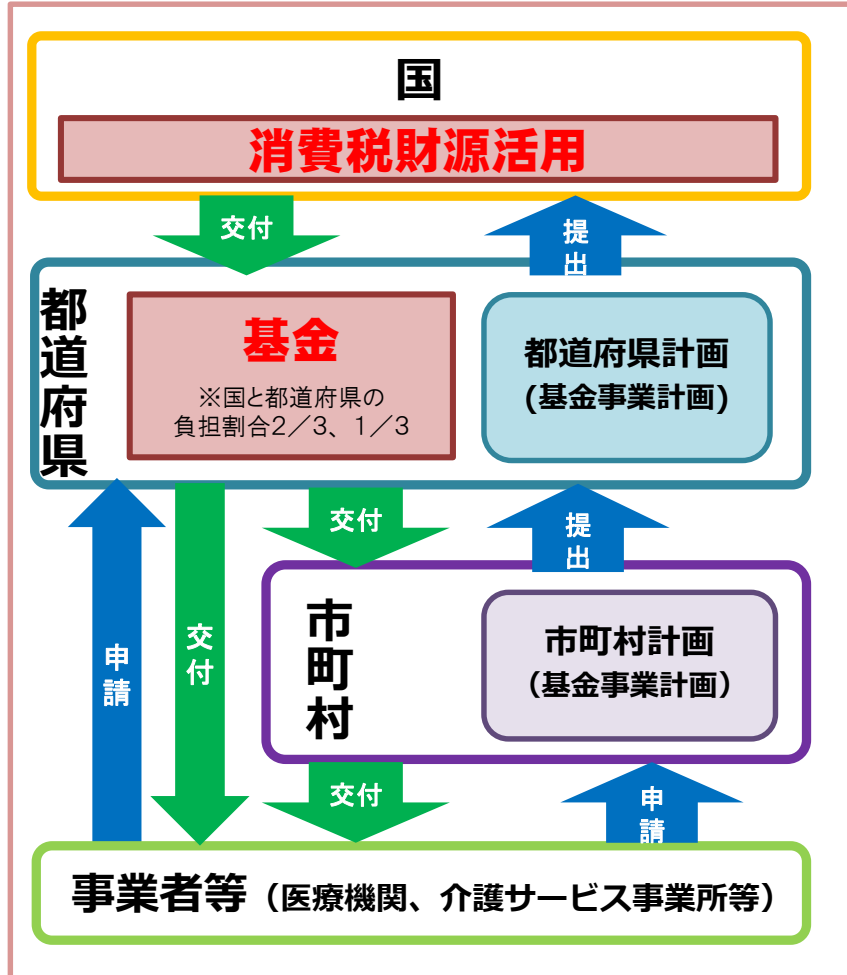 国
消費税財源活用
交付
提出
都道府県
基金
※国と都道府県の
負担割合2／3、1／3
都道府県計画
(基金事業計画)
交付
提出
申請
交付
市町村
市町村計画
（基金事業計画）
交付
申請
事業者等（医療機関、介護サービス事業所等）